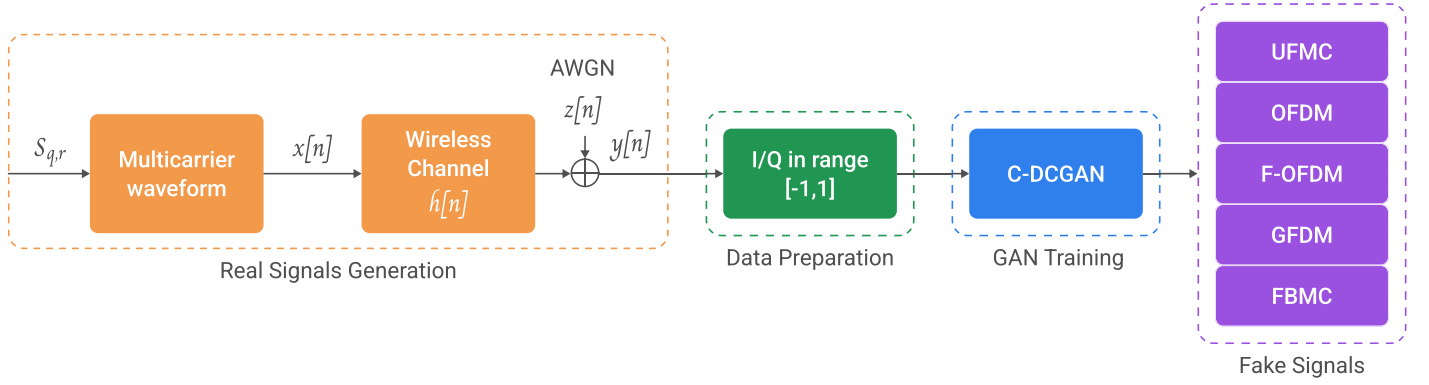 S_{q,r}
Multicarrier
waveform
x[n]
Wireless
Channel
h[n]
AWGN
z[n]
y[n]
Real Signals Generation
I/Q in range
[-1,1]
Data Preparation
C-DCGAN
GAN Training
UFMC
OFDM
F-OFDM
GFDM
FBMC
Fake Signals